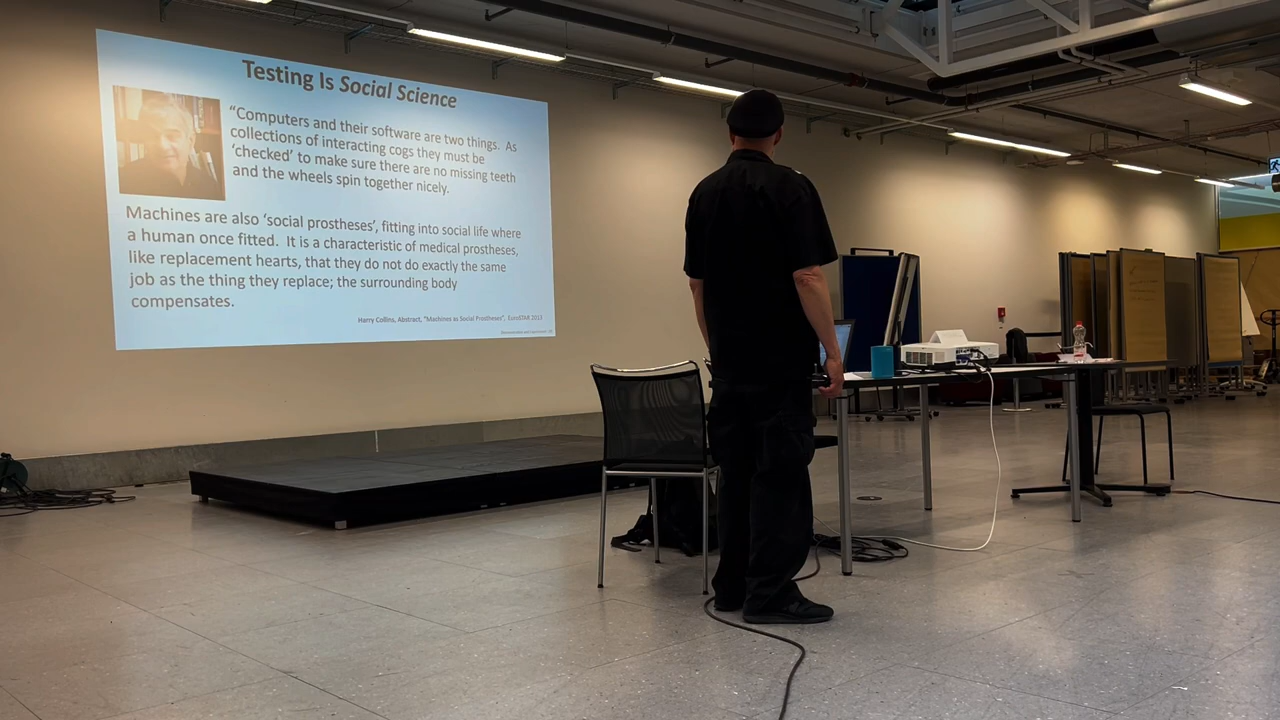 Testing Is Social Science
“Computers and their software are two things. As
collections of interacting cogs they must be
‘checked’ to make sure there are no missing teeth
and the wheels spin together nicely.
Machines are also ‘social prostheses’, fitting into social life where
a human once fitted. It is a characteristic of medical prostheses,
like replacement hearts, that they do not do exactly the same
job as the thing they replace; the surrounding body
compensates.
Harry Collins, Abstract, “Machines as Social Prostheses”, EuroSTAR 2013